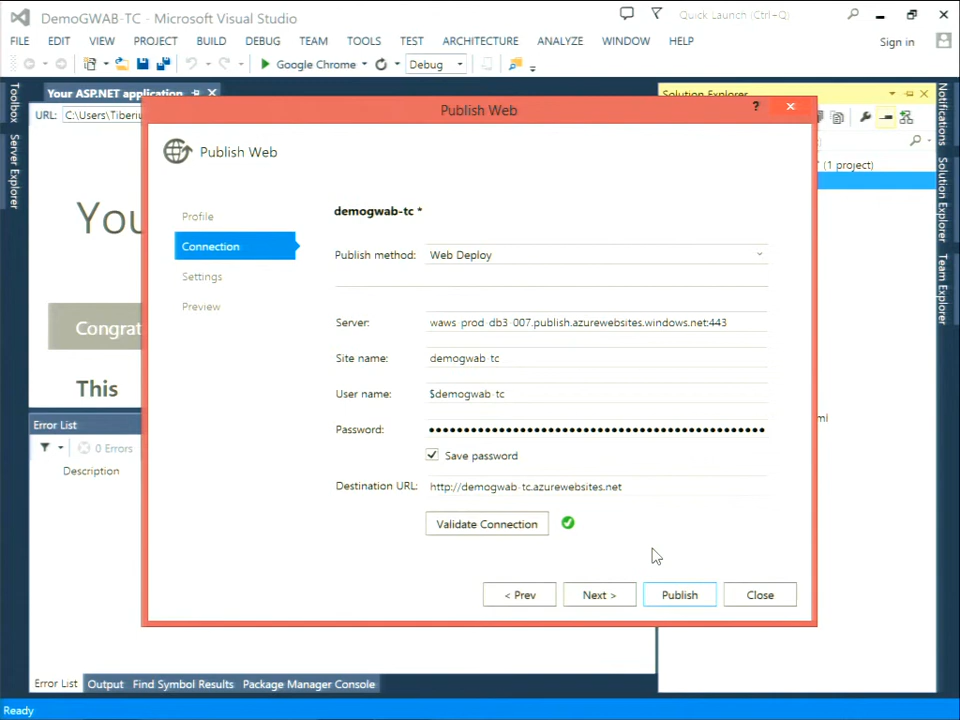 DemoGWAB-TC - Microsoft Visual Studio
Quick Launch (Ctrl+Q)
FILE EDIT VIEW PROJECT BUILD DEBUG TEAM TOOLS TEST ARCHITECTURE ANALYZE WINDOW HELP
Sign in
Google Chrome
Debug
Toolbox
Server Explorer
Your ASP.NET application
URL: C:\Users\Tiberiu
Solution Explorer
(1 project)
Notifications
Solution Explorer
Team Explorer
Publish Web
?
Publish Web
Profile
Connection
Settings
Preview
demogwab-tc *
Publish method: Web Deploy
Server: waws-prod-db3-007.publish.azurewebsites.windows.net:443
Site name: demogwab-tc
User name: $demogwab-tc
Password:
Save password
Destination URL: http://demogwab-tc.azurewebsites.net
Validate Connection
< Prev
Next >
Publish
Close
You
Congrat
This
Error List
0 Errors
Description
Error List Output Find Symbol Results Package Manager Console
Ready